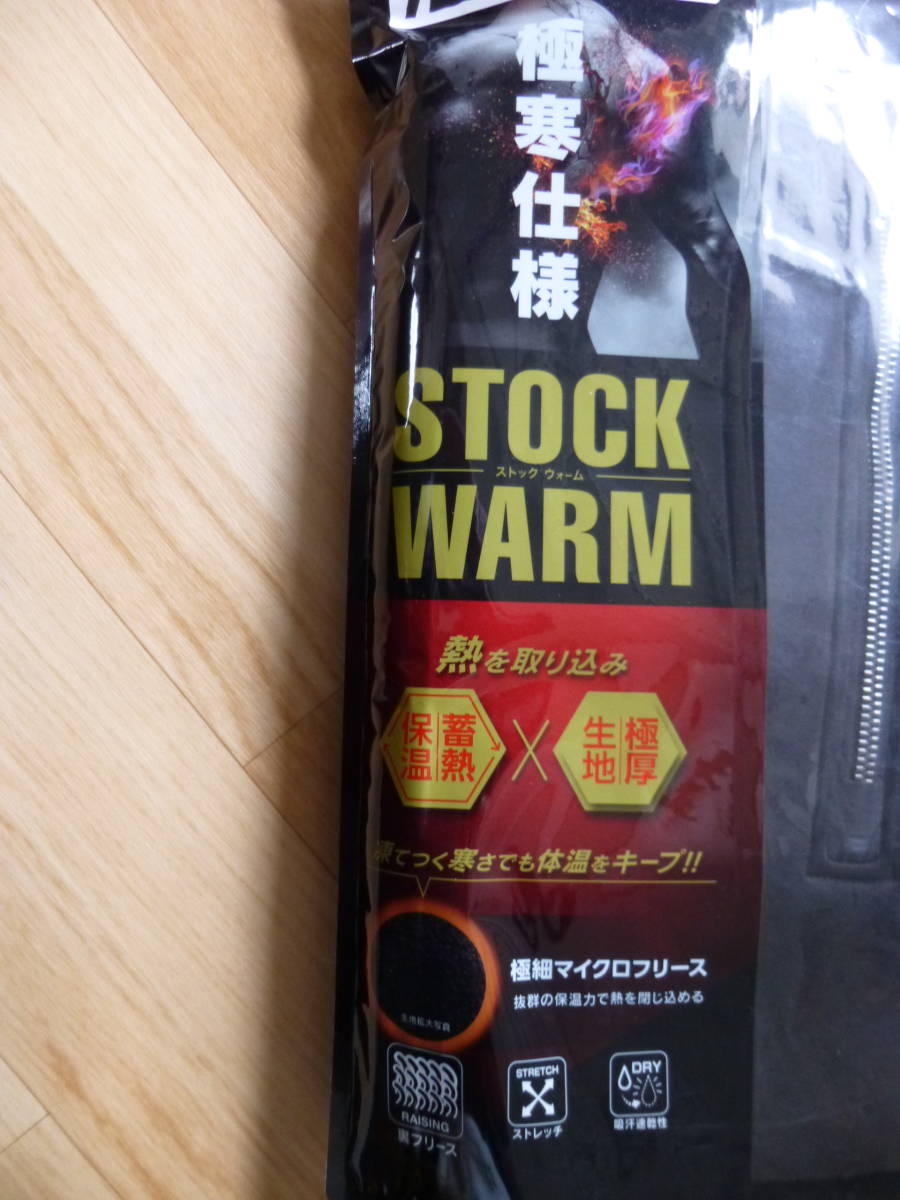 極寒仕様
STOCK
ストック ウォーム
WARM
熱を取り込み
蓄熱
保温
×
極厚
生地
凍てつく寒さでも体温をキープ!!
極細マイクロフリース
抜群の保温力で熱を閉じ込める
生地拡大写真
RAISING
裏フリース
STRETCH
ストレッチ
DRY
吸汗速乾性